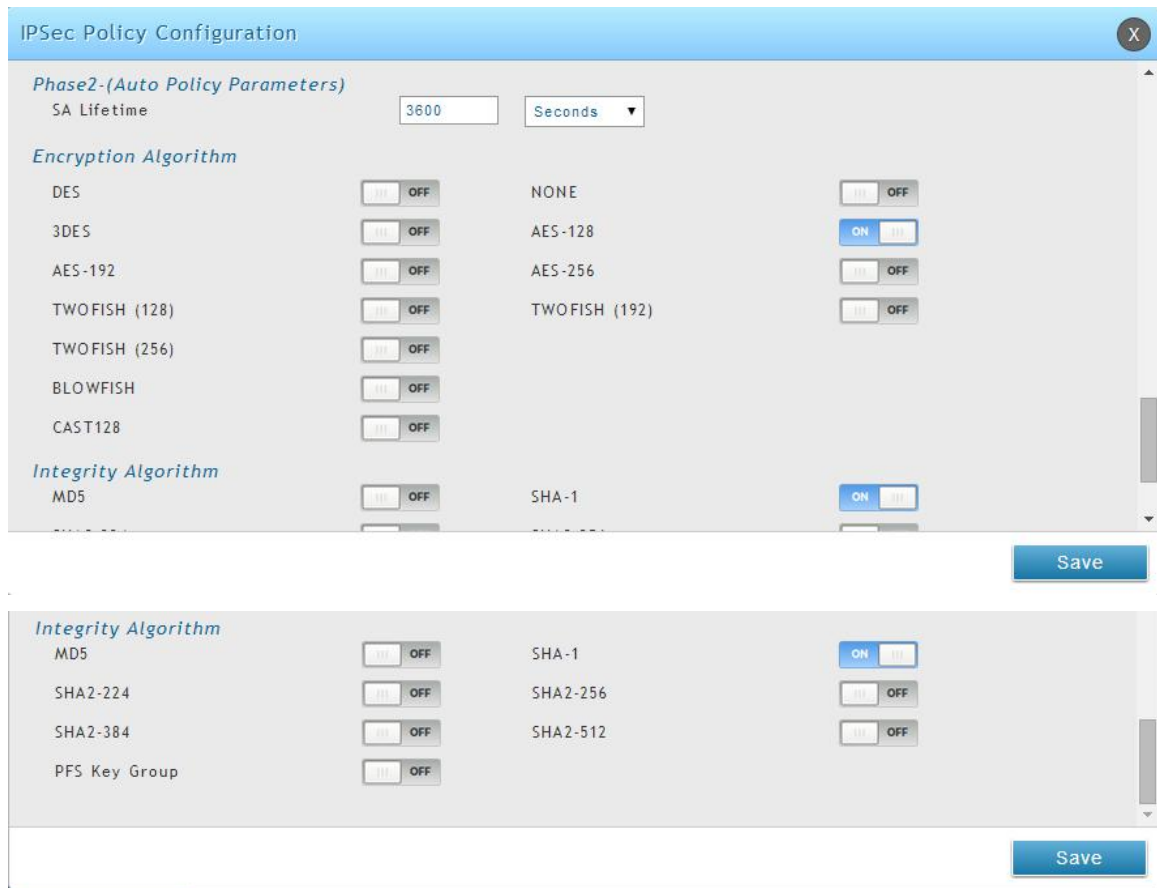 IPSec Policy Configuration
X
Phase2-(Auto Policy Parameters)
SA Lifetime 3600 Seconds
Encryption Algorithm
DES OFF NONE OFF
3DES OFF AES-128 ON
AES-192 OFF AES-256 OFF
TWOFISH (128) OFF TWOFISH (192) OFF
TWOFISH (256) OFF
BLOWFISH OFF
CAST128 OFF
Integrity Algorithm
MD5 OFF SHA-1 ON
Save
Integrity Algorithm
MD5 OFF SHA-1 ON
SHA2-224 OFF SHA2-256 OFF
SHA2-384 OFF SHA2-512 OFF
PFS Key Group OFF
Save